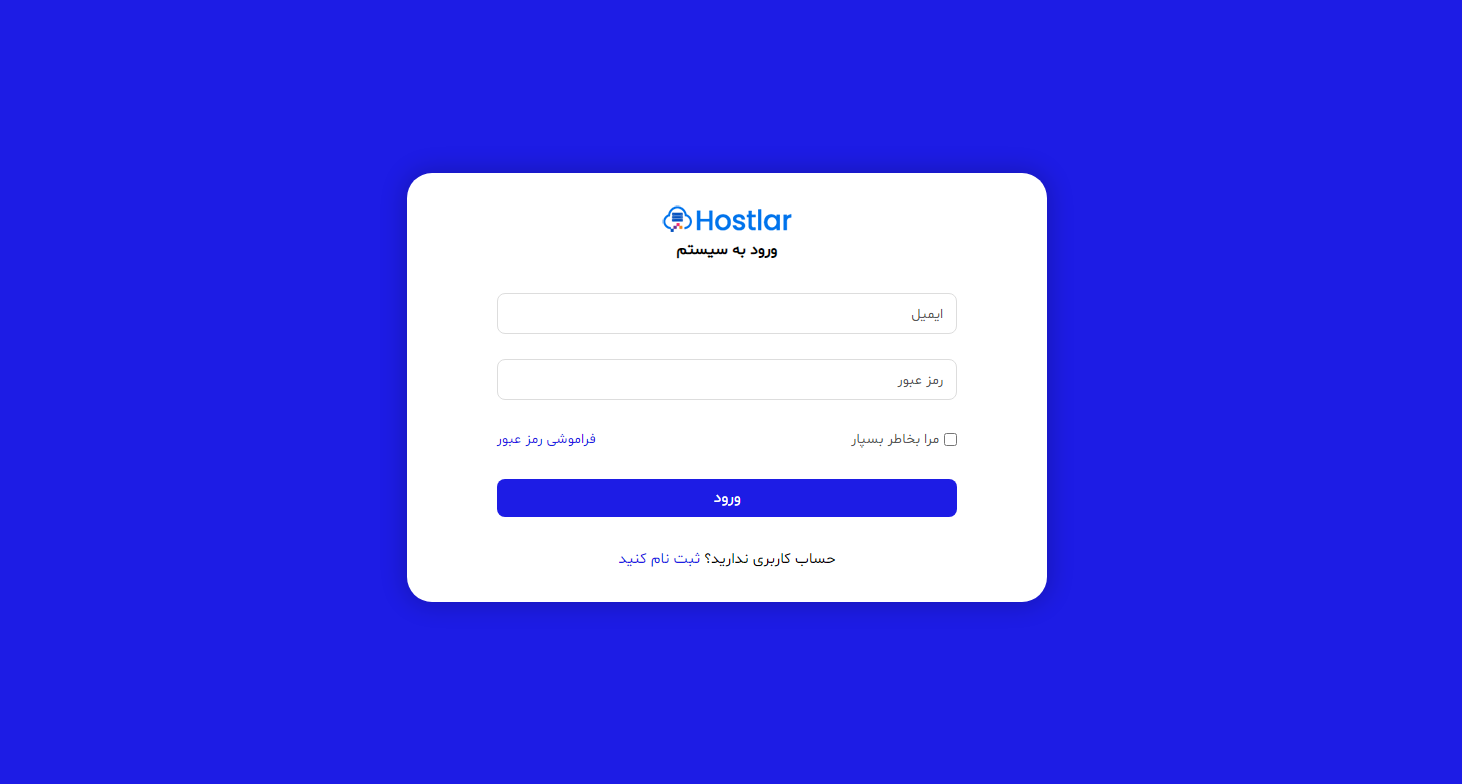 Hostlar
ورود به سیستم
ایمیل
رمز عبور
مرا بخاطر بسپار
فراموشی رمز عبور
ورود
حساب کاربری ندارید؟ ثبت نام کنید